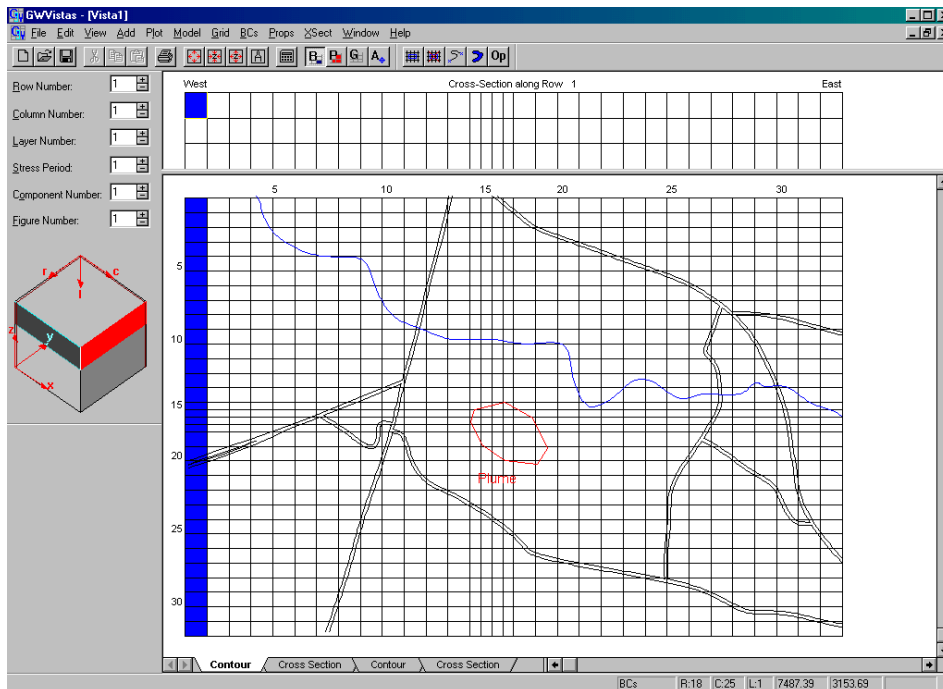 GWVistas - [Vista1]
File Edit View Add Plot Model Grid BCs Props XSect Window Help
B P G A Op
Row Number: 1
Column Number: 1
Layer Number: 1
Stress Period: 1
Component Number: 1
Figure Number: 1
r c
l
z y
x
West Cross-Section along Row 1 East
5 10 15 20 25 30
5
10
15
20
25
30
Plume
Contour Cross Section Contour Cross Section
BCs R:18 C:25 L:1 7487.39 3153.69